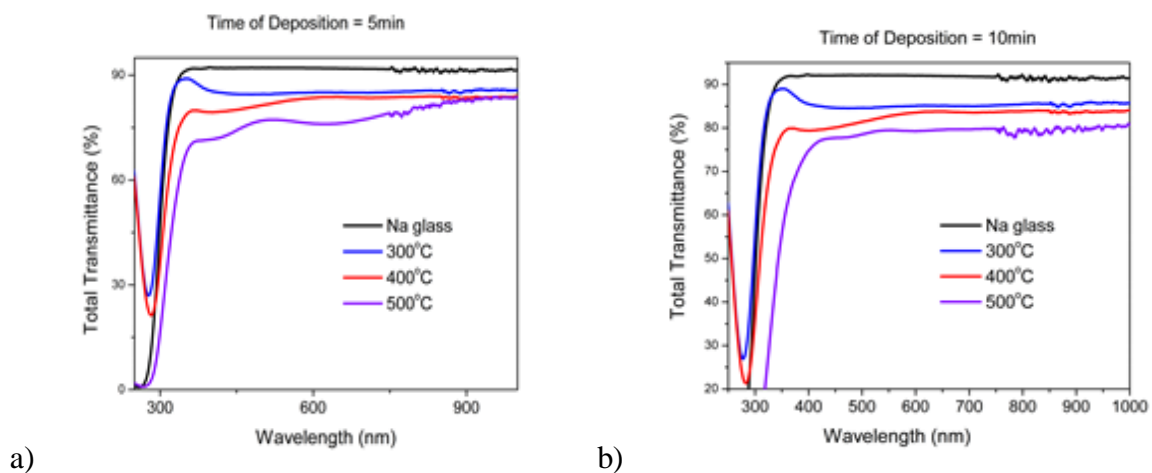 Time of Deposition = 5min
Total Transmittance (%)
90
60
30
0
300 600 900
Wavelength (nm)
Na glass
300°C
400°C
500°C
a)
Time of Deposition = 10min
Total Transmittance (%)
90
80
70
60
50
40
30
20
300 400 500 600 700 800 900 1000
Wavelength (nm)
Na glass
300°C
400°C
500°C
b)